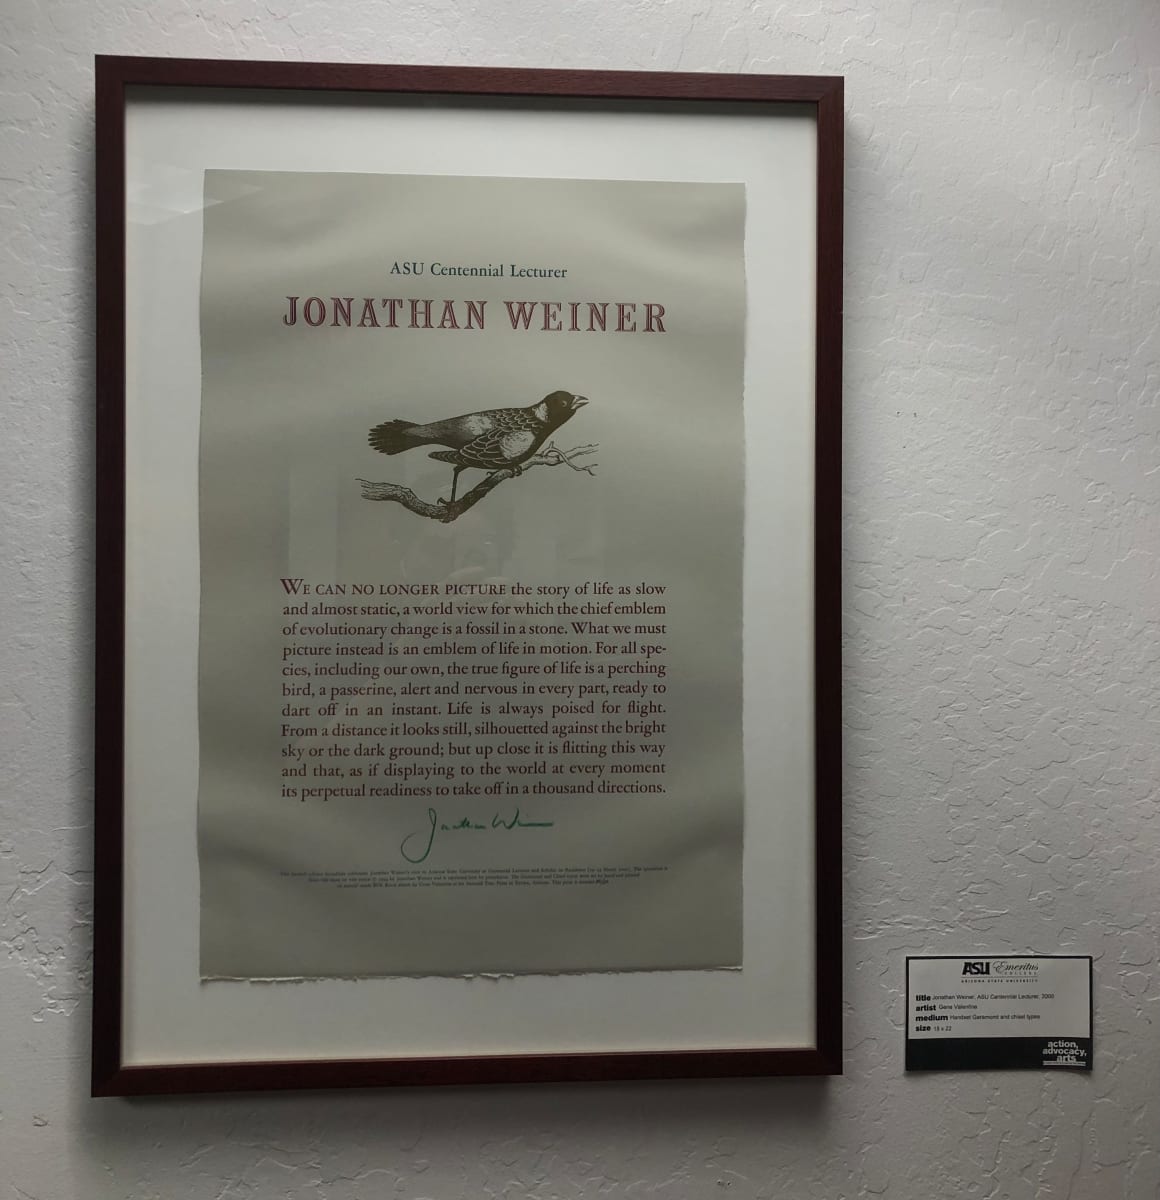 ASU Centennial Lecturer
JONATHAN WEINER
WE CAN NO LONGER PICTURE the story of life as slow
and almost static, a world view for which the chief emblem
of evolutionary change is a fossil in a stone. What we must
picture instead is an emblem of life in motion. For all spe-
cies, including our own, the true figure of life is a perching
bird, a passerine, alert and nervous in every part, ready to
dart off in an instant. Life is always poised for flight.
From a distance it looks still, silhouetted against the bright
sky or the dark ground; but up close it is flitting this way
and that, as if displaying to the world at every moment
its perpetual readiness to take off in a thousand directions.
Jonathan Weiner
ASU Emeritus
COLLEGE
ARIZONA STATE UNIVERSITY
title Jonathan Weiner, ASU Centennial Lecturer, 2000
artist Gene Valentine
medium Handset Garamond and chisel types
size 15 x 22
action,
advocacy,
arts